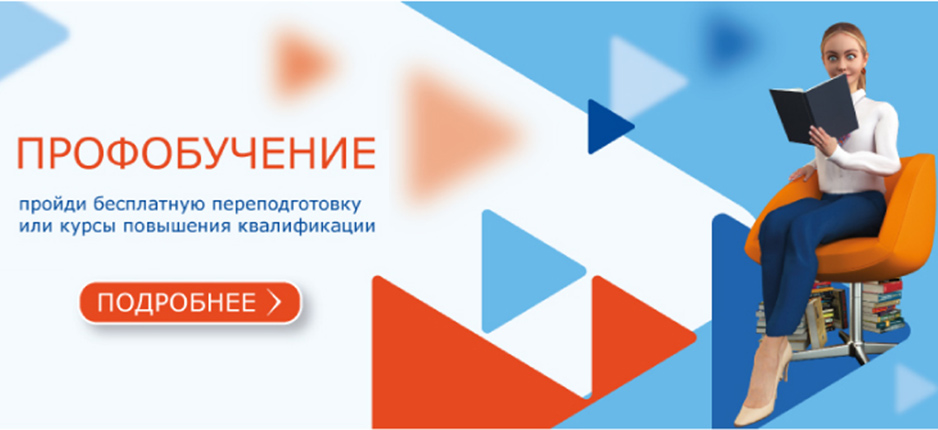 ПРОФОБУЧЕНИЕ
пройди бесплатную переподготовку
или курсы повышения квалификации
ПОДРОБНЕЕ